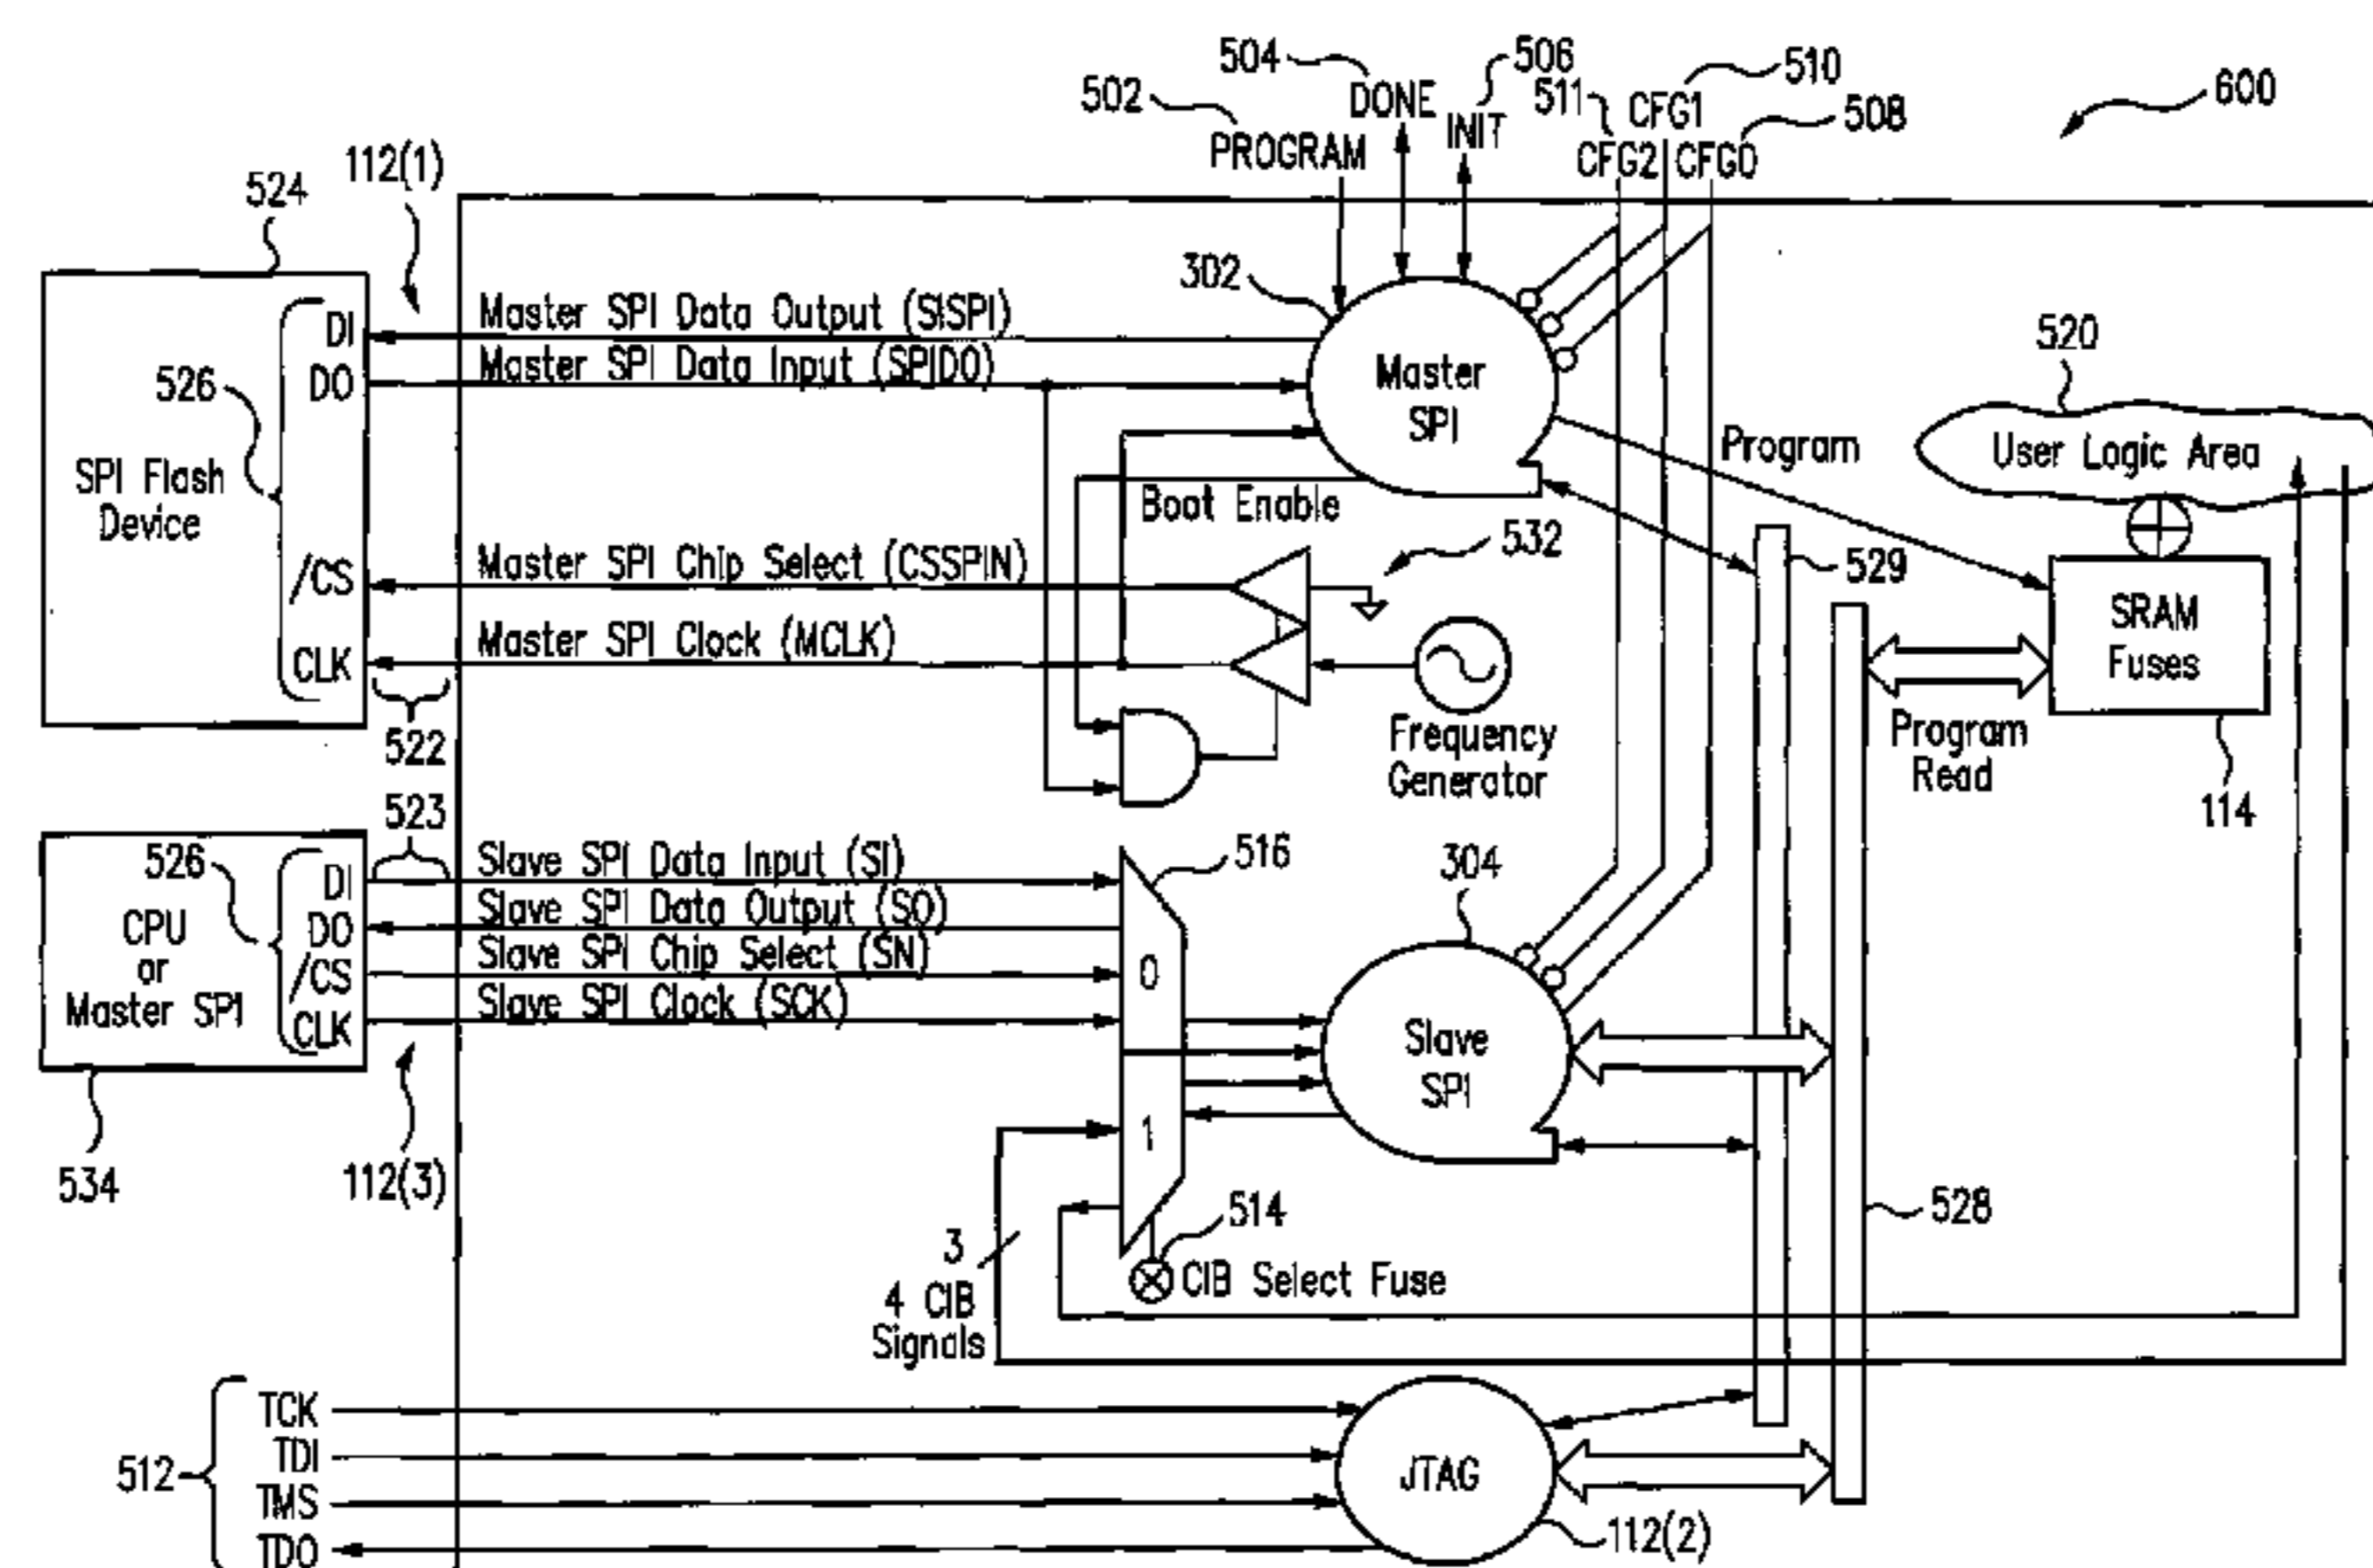 504
506
510
502
DONE
511
CFG1
600
INIT
508
PROGRAM
CFG2
CFG0
112(1)
524
302
Master SPI Data Output (SISPI)
DI
520
Master SPI Data Input (SPIDO)
526
DO
Master
SPI
Program
User Logic Area
SPI Flash
Device
Boot Enable
532
Master SPI Chip Select (CSSPIN)
/CS
529
SRAM
Fuses
Master SPI Clock (MCLK)
CLK
522
Frequency
Generator
Program
Read
523
114
526
Slave SPI Data Input (SI)
516
304
DI
Slave SPI Data Output (SO)
CPU
or
Master SPI
DO
Slave SPI Chip Select (SN)
0
/CS
Slave SPI Clock (SCK)
CLK
Slave
SPI
1
534
112(3)
514
528
3
CIB Select Fuse
4 CIB
Signals
TCK
TDI
512
JTAG
TMS
TDO
112(2)